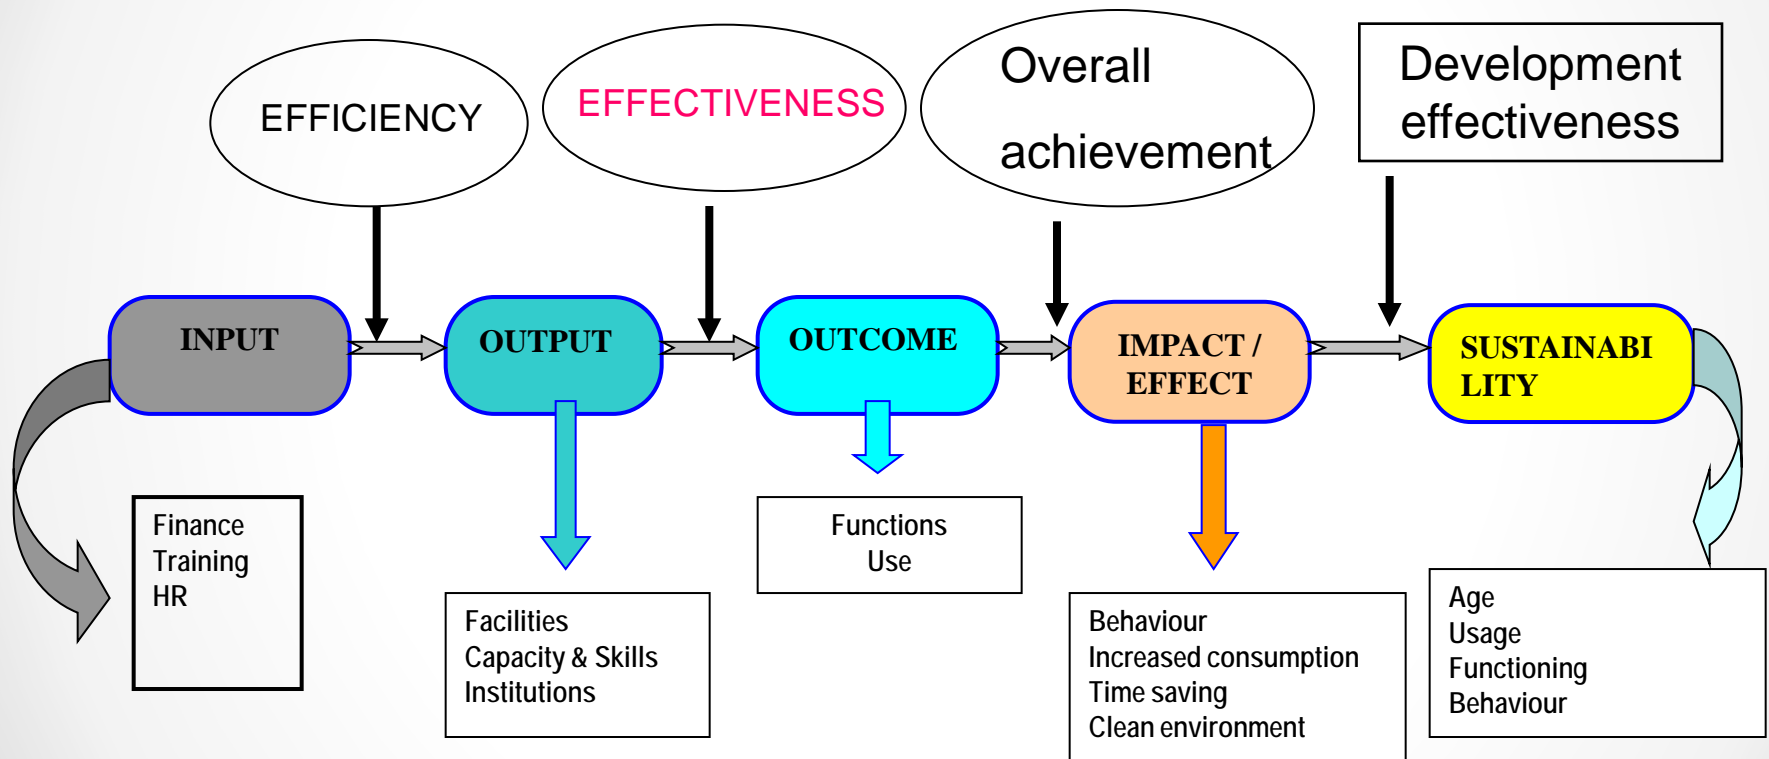 EFFICIENCY
EFFECTIVENESS
Overall
achievement
Development
effectiveness
INPUT
OUTPUT
OUTCOME
IMPACT /
EFFECT
SUSTAINABI
LITY
Finance
Training
HR
Facilities
Capacity & Skills
Institutions
Functions
Use
Behaviour
Increased consumption
Time saving
Clean environment
Age
Usage
Functioning
Behaviour